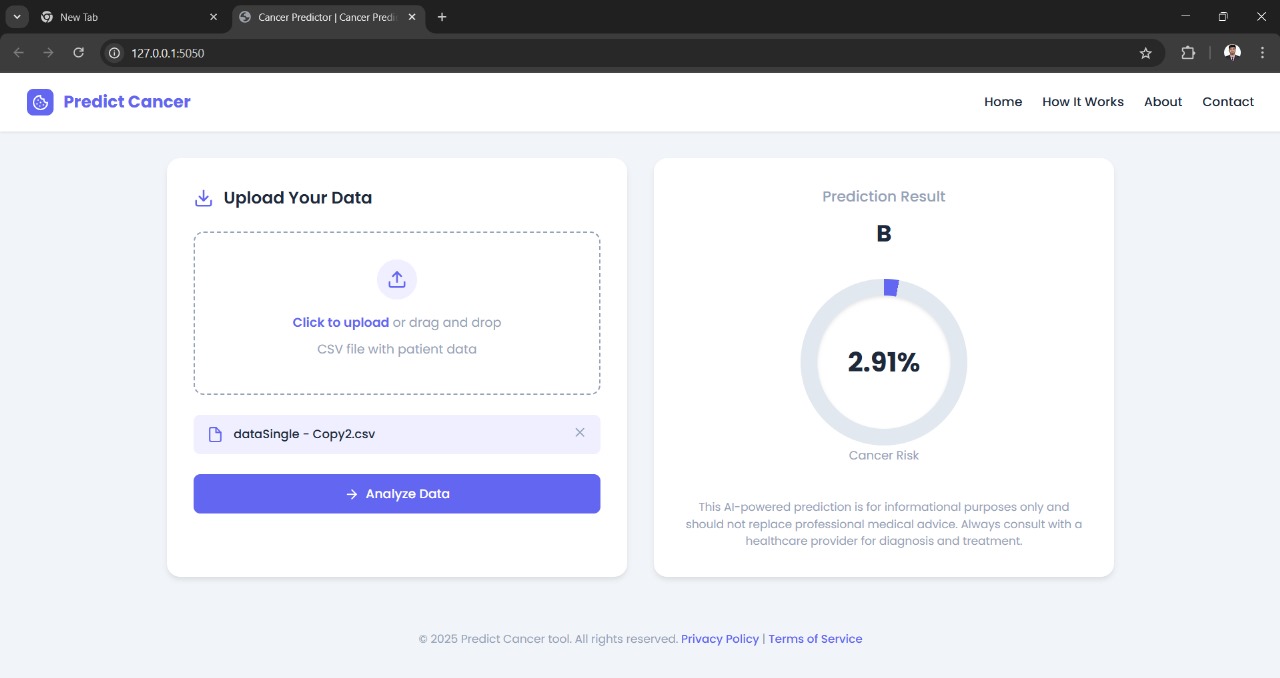 New Tab
Cancer Predictor | Cancer Predi
127.0.0.1:5050
Predict Cancer
Home How It Works About Contact
Upload Your Data
Click to upload or drag and drop
CSV file with patient data
dataSingle - Copy2.csv
Analyze Data
Prediction Result
B
2.91%
Cancer Risk
This AI-powered prediction is for informational purposes only and
should not replace professional medical advice. Always consult with a
healthcare provider for diagnosis and treatment.
© 2025 Predict Cancer tool. All rights reserved. Privacy Policy | Terms of Service